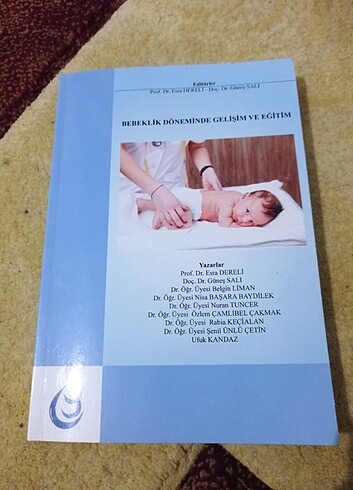 Editörler
Prof. Dr. Esra DERELİ - Doç. Dr. Güneş SALI
BEBEKLİK DÖNEMİNDE GELİŞİM VE EĞİTİM
Yazarlar
Prof. Dr. Esra DERELİ
Doç. Dr. Güneş SALI
Dr. Öğr. Üyesi Belgin LİMAN
Dr. Öğr. Üyesi Nisa BAŞARA BAYDİLEK
Dr. Öğr. Üyesi Nuran TUNCER
Dr. Öğr. Üyesi Özlem ÇAMLIBEL ÇAKMAK
Dr. Öğr. Üyesi Rabia KEÇİALAN
Dr. Öğr. Üyesi Şenil ÜNLÜ ÇETİN
Ufuk KANDAZ